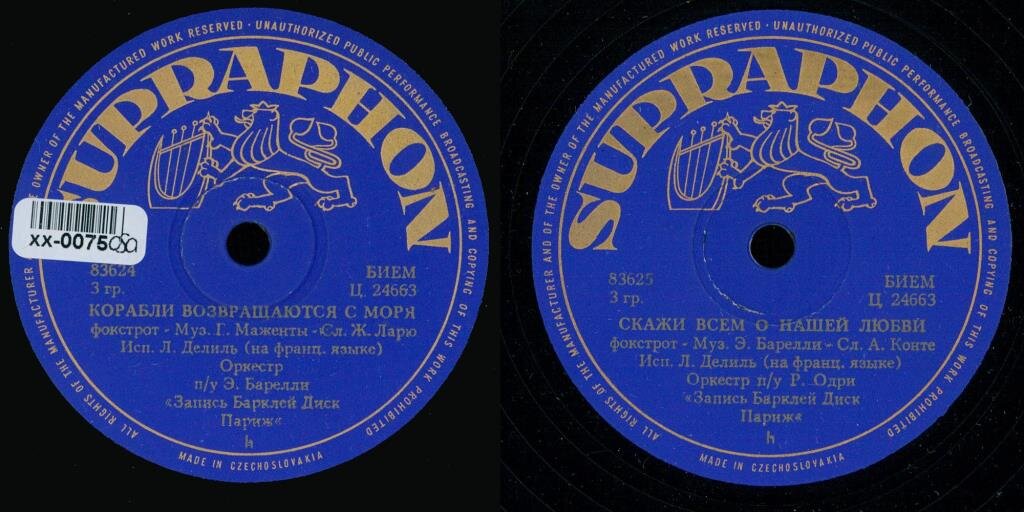 THE OWNER OF THE MANUFACTURED WORK RESERVED · UNAUTHORIZED PUBLIC PERFORMANCE BROADCASTING AND COPYING OF THIS WORK PROHIBITED
ALL RIGHTS OF THE MANUFACTURER
SUPRAPHON
xx-0075
83624 БИЕМ
3 гр. Ц. 24663
КОРАБЛИ ВОЗВРАЩАЮТСЯ С МОРЯ
фокстрот - Муз. Г. Маженты - Сл. Ж. Ларю
Исп. Л. Делиль (на франц. языке)
Оркестр
п/у Э. Барелли
«Запись Барклей Диск
Париж«
h
MADE IN CZECHOSLOVAKIA
ALL RIGHTS OF THE MANUFACTURER AND OF THE OWNER OF THE MANUFACTURED WORK RESERVED · UNAUTHORIZED PUBLIC PERFORMANCE BROADCASTING AND COPYING OF THIS WORK PROHIBITED
SUPRAPHON
83625 БИЕМ
3 гр. Ц. 24663
СКАЖИ ВСЕМ О НАШЕЙ ЛЮБВИ
фокстрот - Муз. Э. Барелли - Сл. А. Конте
Исп. Л. Делиль (на франц. языке)
Оркестр п/у Р. Одри
«Запись Барклей Диск
Париж«
h
MADE IN CZECHOSLOVAKIA